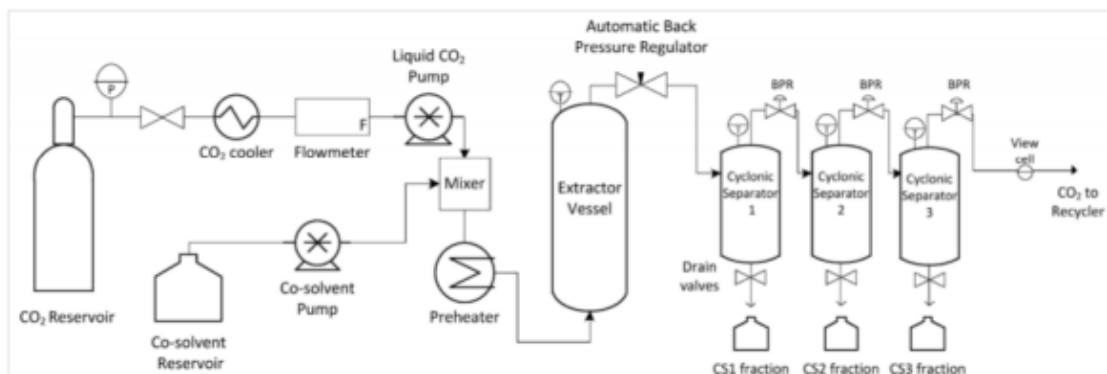 Automatic Back
Pressure Regulator
Liquid CO₂
Pump
BPR
BPR
BPR
P
F
CO₂ cooler
Flowmeter
Mixer
T
Extractor
Vessel
T
T
T
Cyclonic
Separator
1
Cyclonic
Separator
2
Cyclonic
Separator
3
View
cell
CO₂ to
Recycler
Co-solvent
Pump
Preheater
Drain
valves
CO₂ Reservoir
Co-solvent
Reservoir
CS1 fraction
CS2 fraction
CS3 fraction